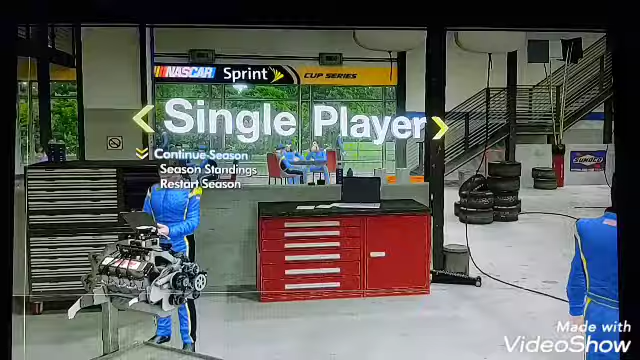 NASCAR Sprint CUP SERIES
Single Player
Continue Season
Season Standings
Restart Season
SUNOCO
Made with
VideoShow